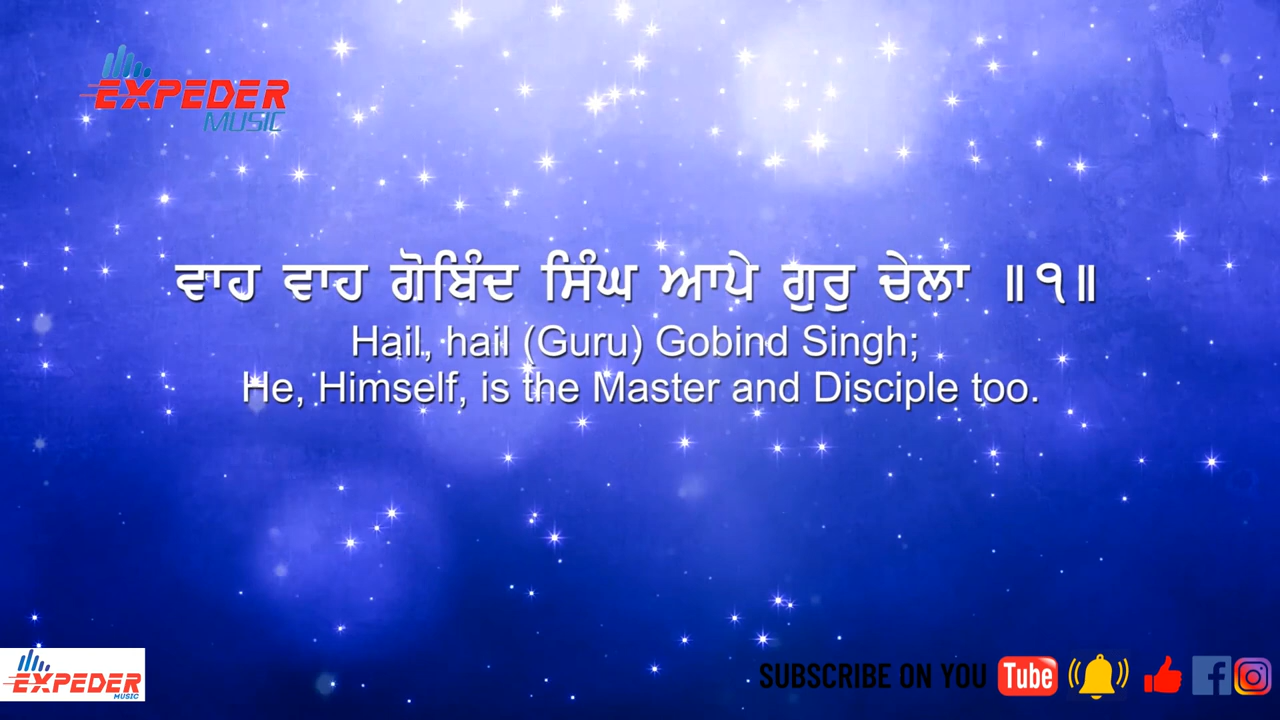 EXPEDER
MUSIC
ਵਾਹ ਵਾਹ ਗੋਬਿੰਦ ਸਿੰਘ ਆਪੇ ਗੁਰੁ ਚੇਲਾ ॥੧॥
Hail, hail (Guru) Gobind Singh;
He, Himself, is the Master and Disciple too.
EXPEDER
MUSIC
SUBSCRIBE ON YOU Tube